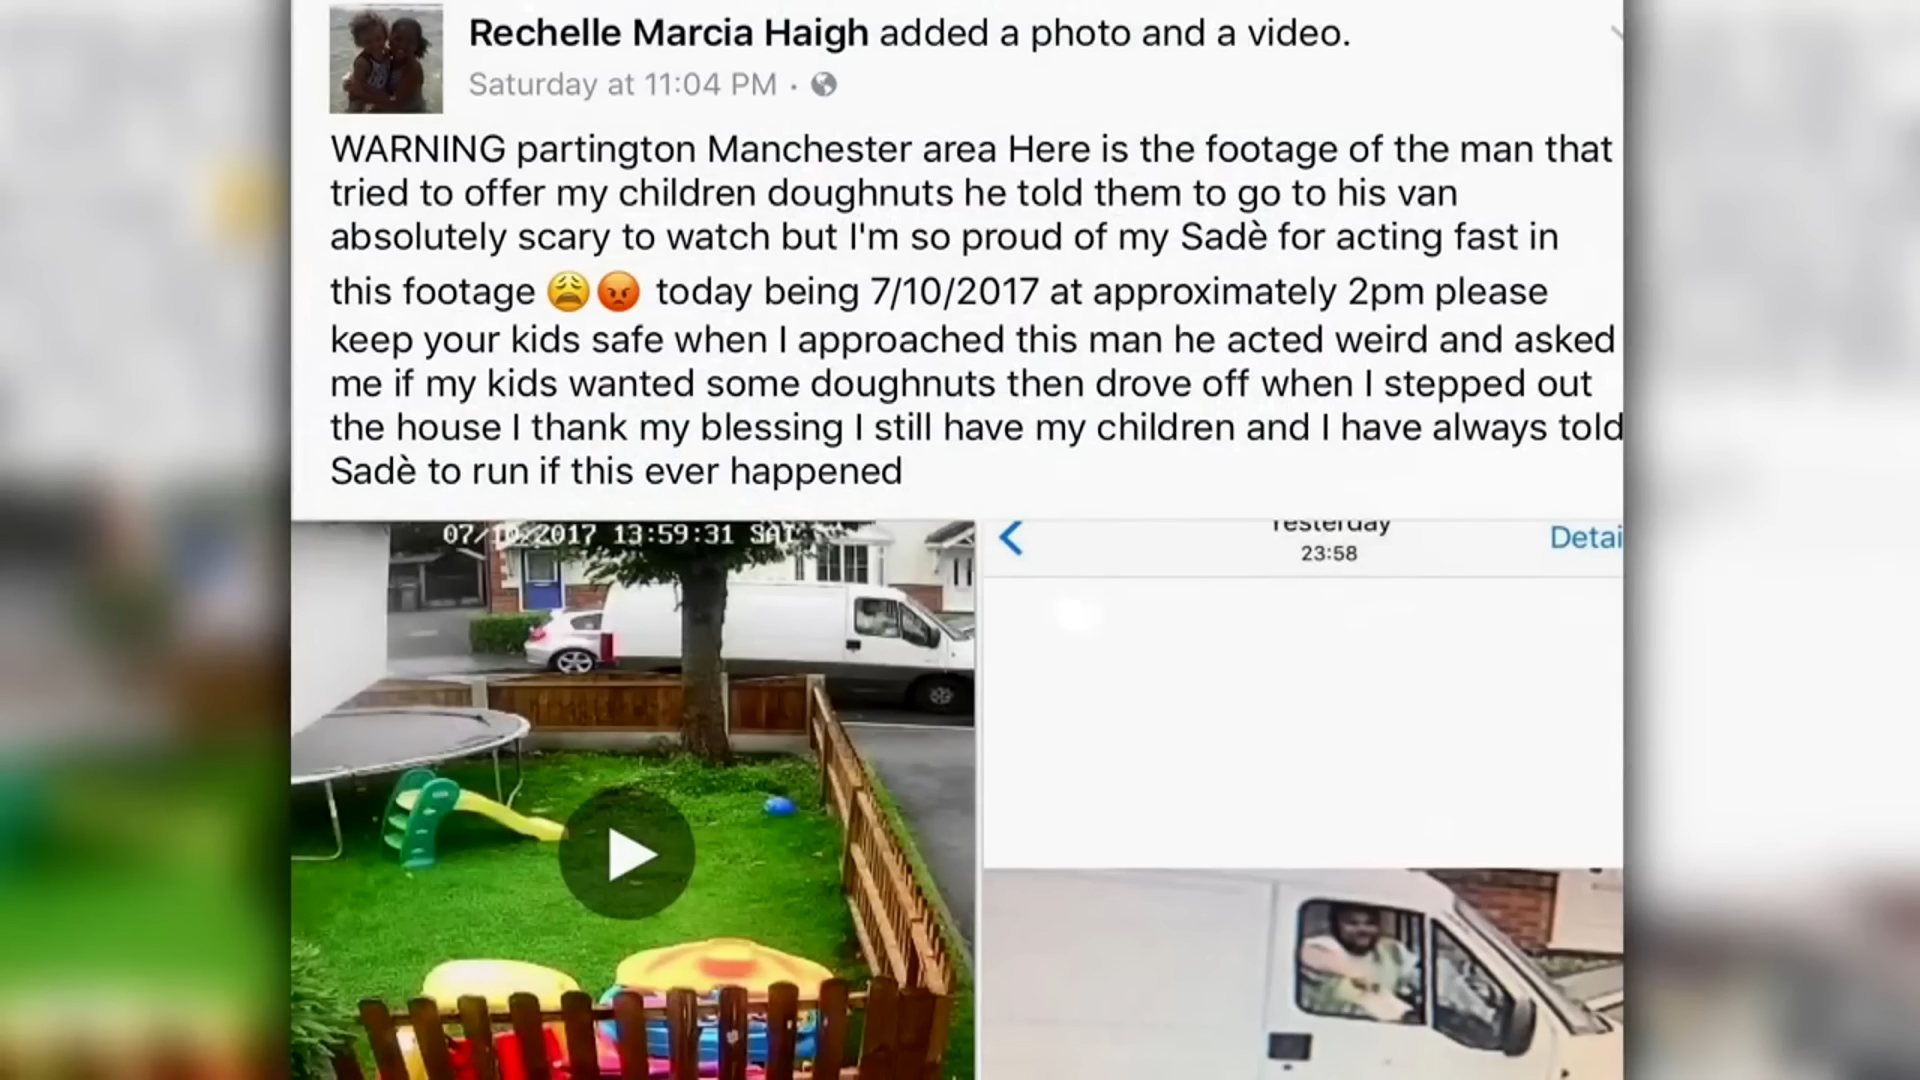 Rechelle Marcia Haigh added a photo and a video.
Saturday at 11:04 PM ·
WARNING partington Manchester area Here is the footage of the man that
tried to offer my children doughnuts he told them to go to his van
absolutely scary to watch but I'm so proud of my Sadè for acting fast in
this footage 😩😡 today being 7/10/2017 at approximately 2pm please
keep your kids safe when I approached this man he acted weird and asked
me if my kids wanted some doughnuts then drove off when I stepped out
the house I thank my blessing I still have my children and I have always told
Sadè to run if this ever happened
07/10/2017 13:59:31 SAT
Yesterday
23:58
Detai